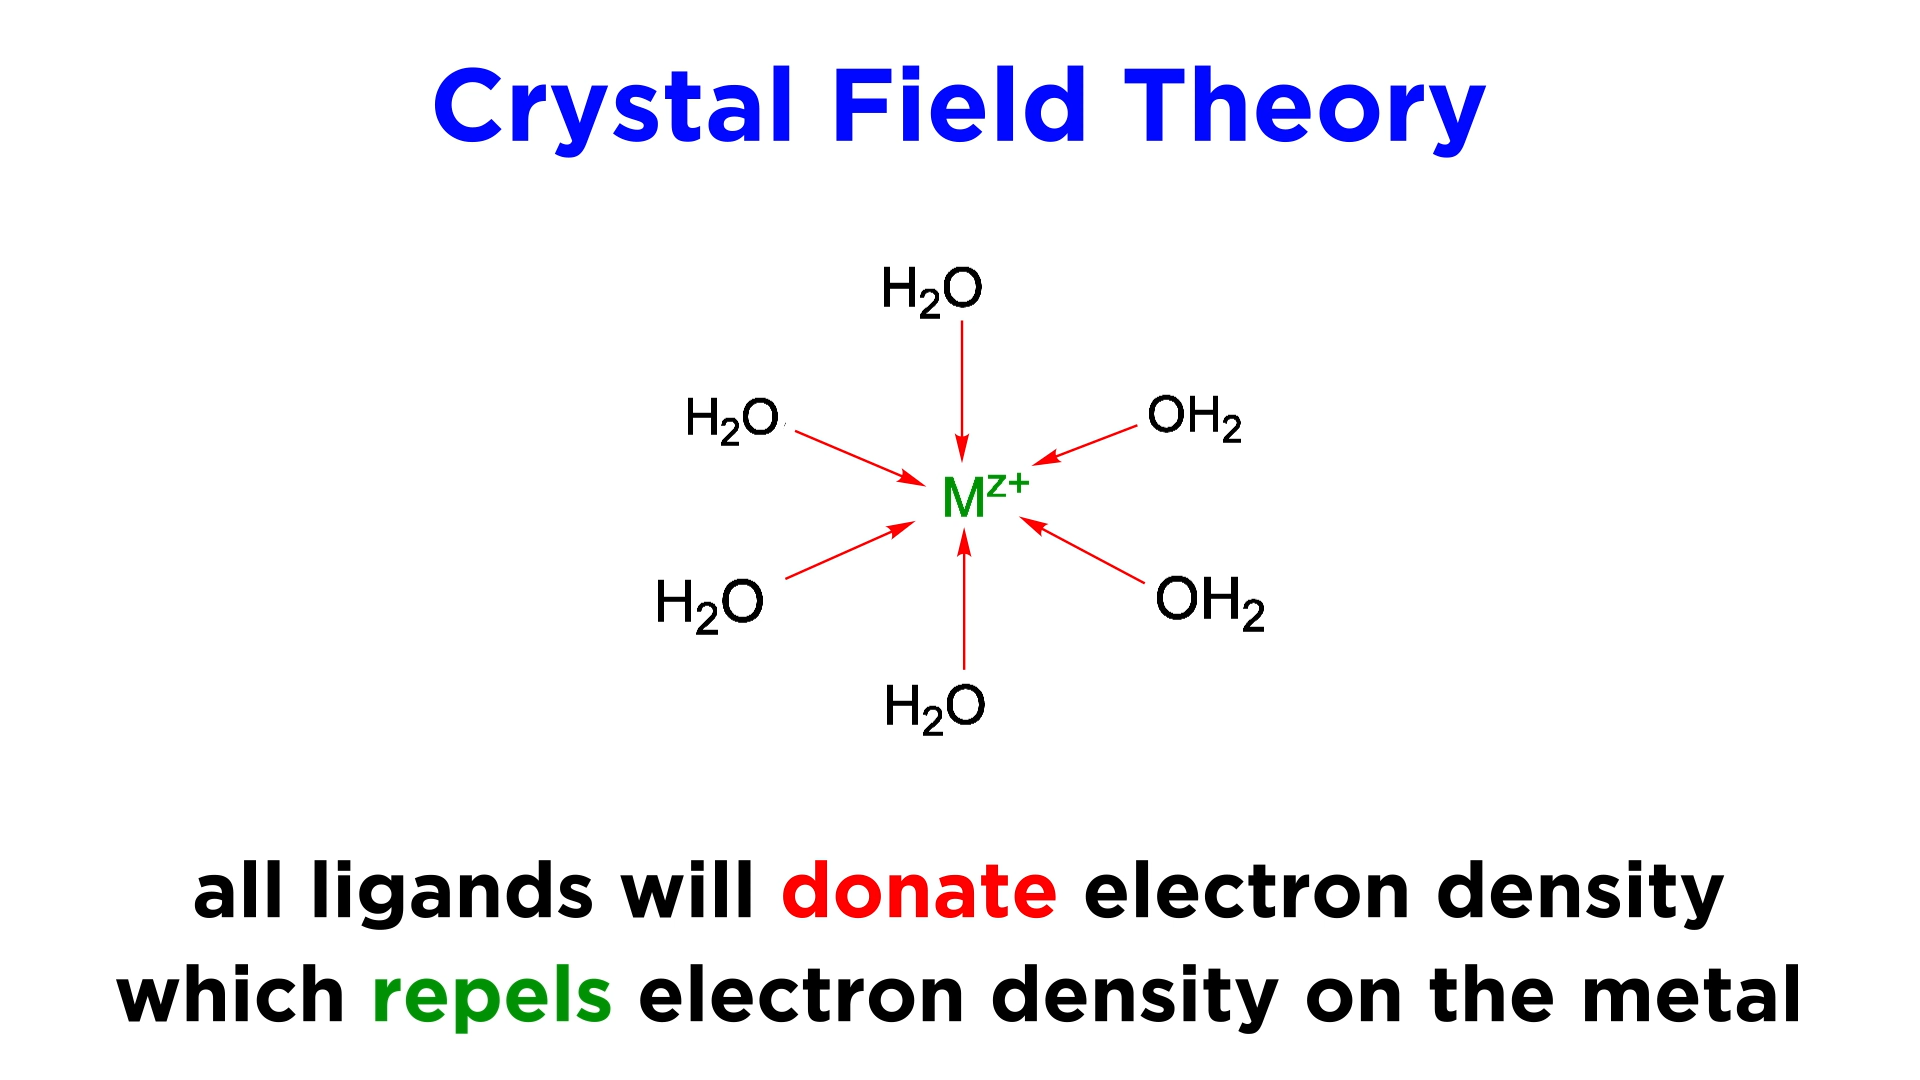 Crystal Field Theory
H₂O
H₂O
OH₂
Mᶻ⁺
H₂O
OH₂
H₂O
all ligands will donate electron density
which repels electron density on the metal